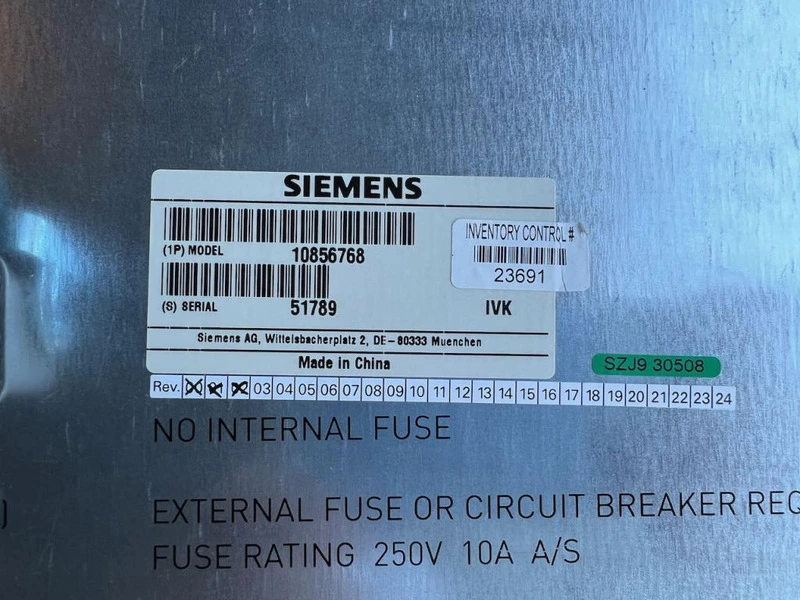 SIEMENS
(1P) MODEL 10856768
INVENTORY CONTROL #
23691
(S) SERIAL 51789 IVK
Siemens AG, Wittelsbacherplatz 2, DE-80333 Muenchen
Made in China
SZJ9 30508
Rev. 03 04 05 06 07 08 09 10 11 12 13 14 15 16 17 18 19 20 21 22 23 24
NO INTERNAL FUSE
) EXTERNAL FUSE OR CIRCUIT BREAKER REQ
FUSE RATING 250V 10A A/S